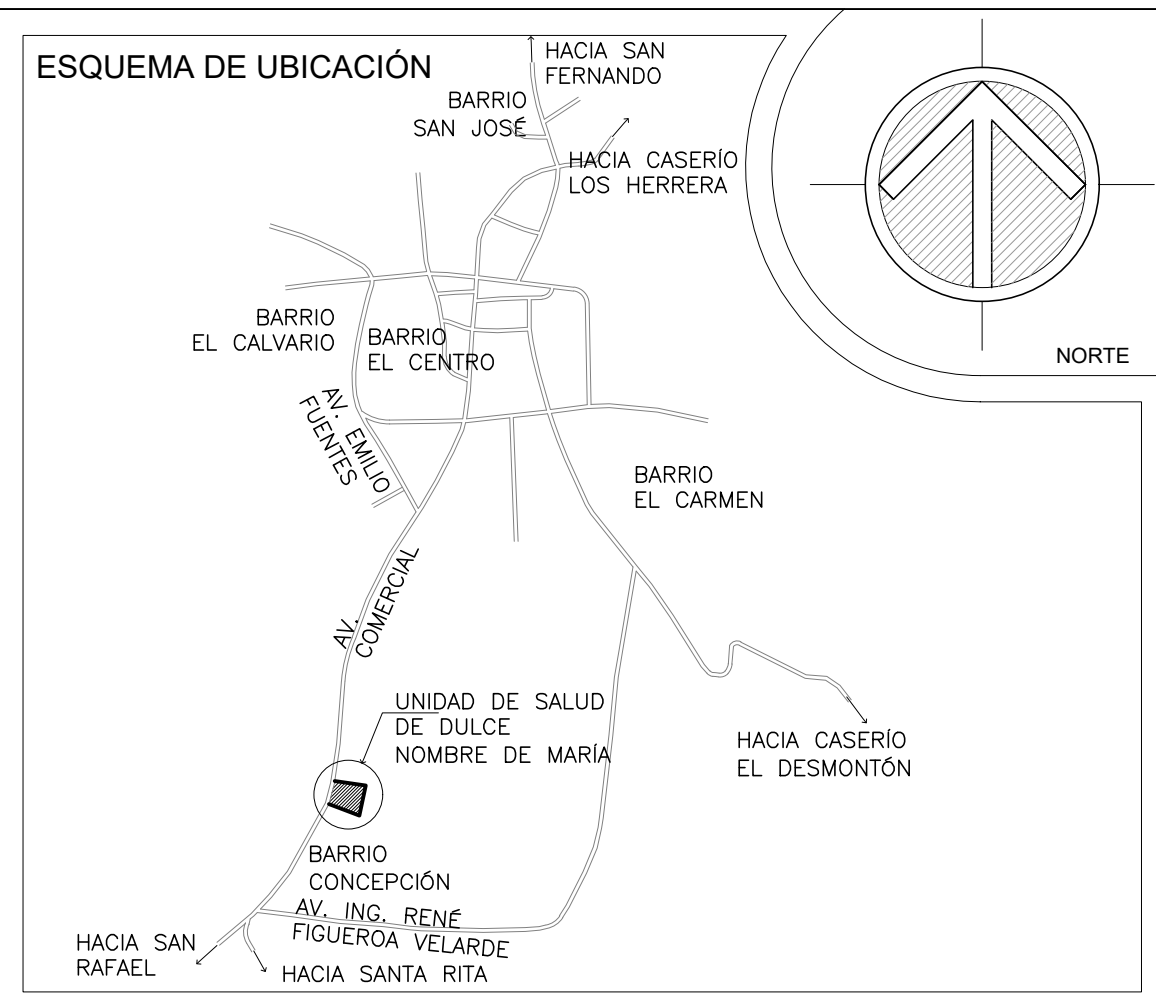 ESQUEMA DE UBICACIÓN
HACIA SAN
FERNANDO
BARRIO
SAN JOSÉ
HACIA CASERÍO
LOS HERRERA
NORTE
BARRIO
EL CALVARIO
BARRIO
EL CENTRO
AV. EMILIO
FUENTES
BARRIO
EL CARMEN
AV.
COMERCIAL
UNIDAD DE SALUD
DE DULCE
NOMBRE DE MARÍA
HACIA CASERÍO
EL DESMONTÓN
BARRIO
CONCEPCIÓN
AV. ING. RENÉ
FIGUEROA VELARDE
HACIA SAN
RAFAEL
HACIA SANTA RITA